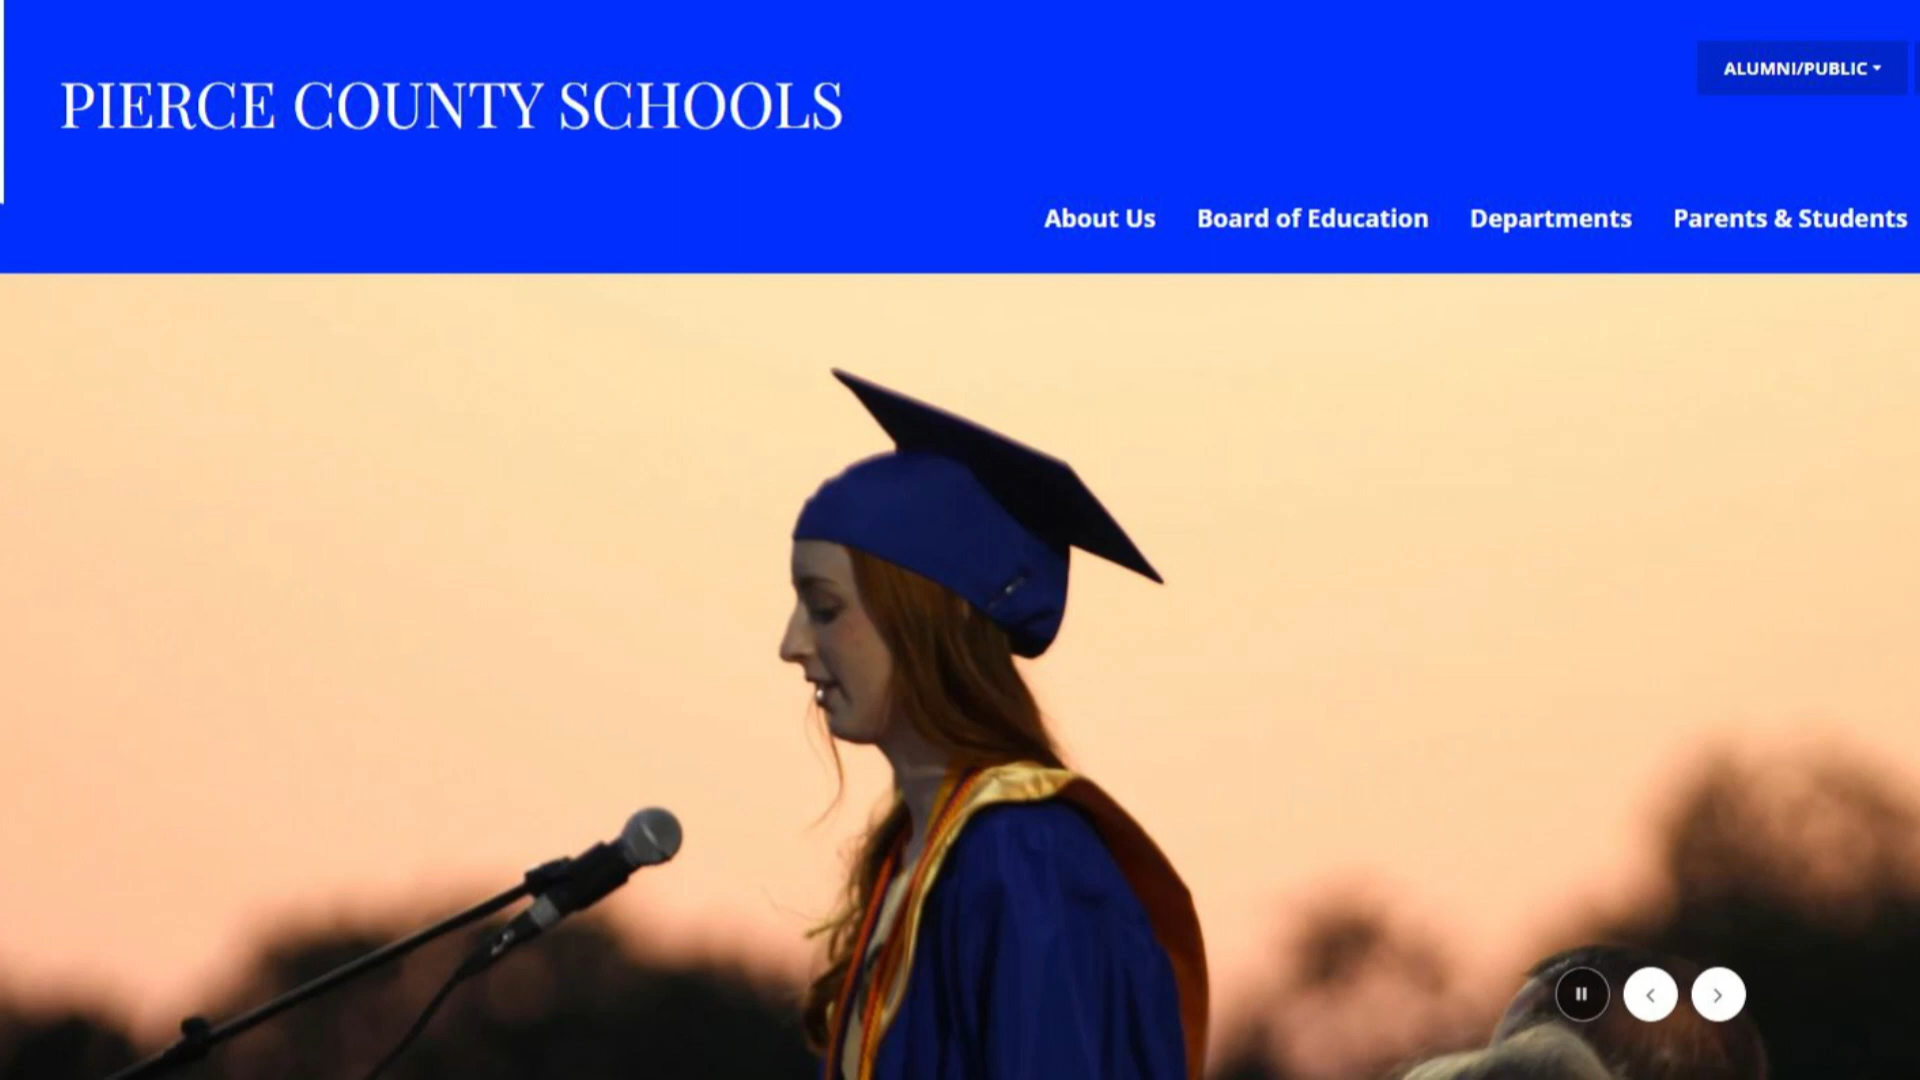 ALUMNI/PUBLIC
PIERCE COUNTY SCHOOLS
About Us
Board of Education
Departments
Parents & Students